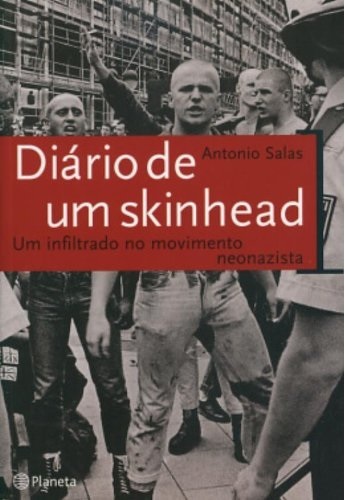 Antonio Salas
Diário de
um skinhead
Um infiltrado no movimento
neonazista
Planeta